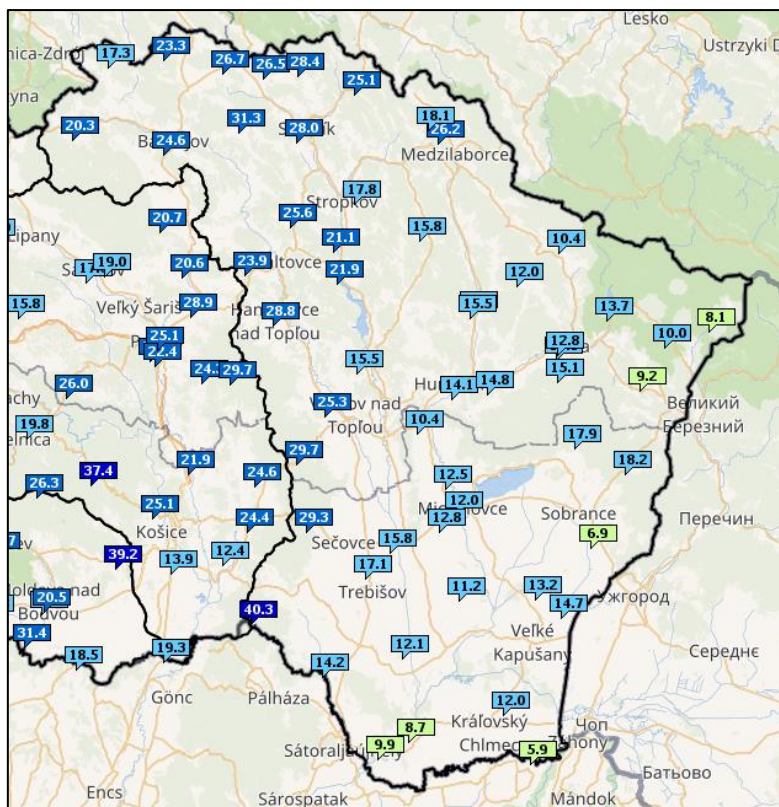 Lesko
23.3
17.3
nica-Zdrój
26.7
26.5
28.4
Ustrzyki D
25.1
yna
18.1
20.3
31.3
28.0
26.2
24.6
Medzilaborce
17.8
Stropkov
20.7
25.6
15.8
Lipany
21.1
10.4
19.0
20.6
23.9
21.9
12.0
15.8
Veľký Šariš
28.9
28.8
15.5
13.7
8.1
nad Topľou
25.1
12.8
10.0
22.4
15.5
29.7
15.1
26.0
14.1
14.8
9.2
25.3
Великий
Березний
nad
Topľou
10.4
19.8
17.9
29.7
21.9
18.2
37.4
24.6
12.5
26.3
25.1
12.0
24.4
29.3
12.8
Sobrance
Košice
6.9
Перечин
Sečovce
15.8
39.2
13.9
12.4
17.1
Trebišov
11.2
13.2
20.5
14.7
Ужгород
40.3
31.4
Veľké
Kapušany
12.1
19.3
18.5
14.2
Середнє
Gönc
Pálháza
12.0
8.7
Kráľovský
Chlmec
Чоп
9.9
5.9
Záhony
Батьово
Encs
Sárospatak
Mándok